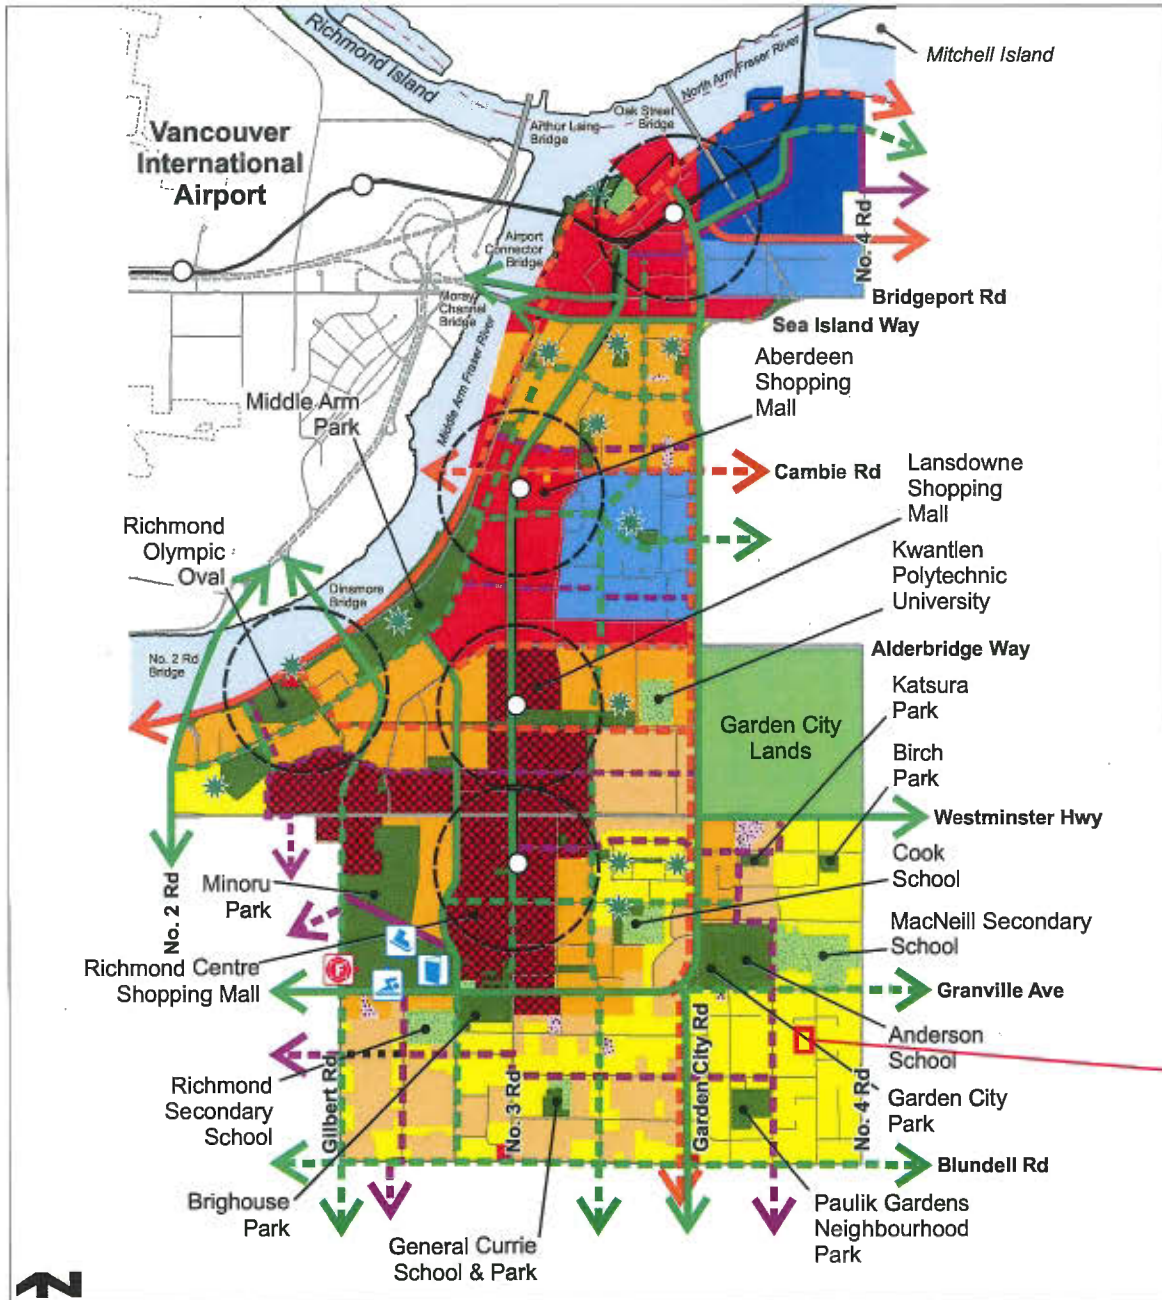 Richmond Island
Mitchell Island
North Arm Fraser River
Oak Street
Bridge
Arthur Laing
Bridge
Vancouver
International
Airport
No. 4 Rd
Airport
Connector
Bridge
Bridgeport Rd
Moray
Channel
Bridge
Sea Island Way
Middle Arm Fraser River
Aberdeen
Shopping
Mall
Middle Arm
Park
Cambie Rd
Lansdowne
Shopping
Mall
Richmond
Olympic
Oval
Kwantlen
Polytechnic
University
Dinsmore
Bridge
No. 2 Rd
Bridge
Alderbridge Way
Katsura
Park
Garden City
Lands
Birch
Park
Westminster Hwy
Cook
School
No. 2 Rd
Minoru
Park
MacNeill Secondary
School
Richmond Centre
Shopping Mall
F
Granville Ave
Anderson
School
Gilbert Rd
No. 3 Rd
Garden City Rd
No. 4 Rd
Richmond
Secondary
School
Garden City
Park
Blundell Rd
Brighouse
Park
Paulik Gardens
Neighbourhood
Park
General Currie
School & Park
N